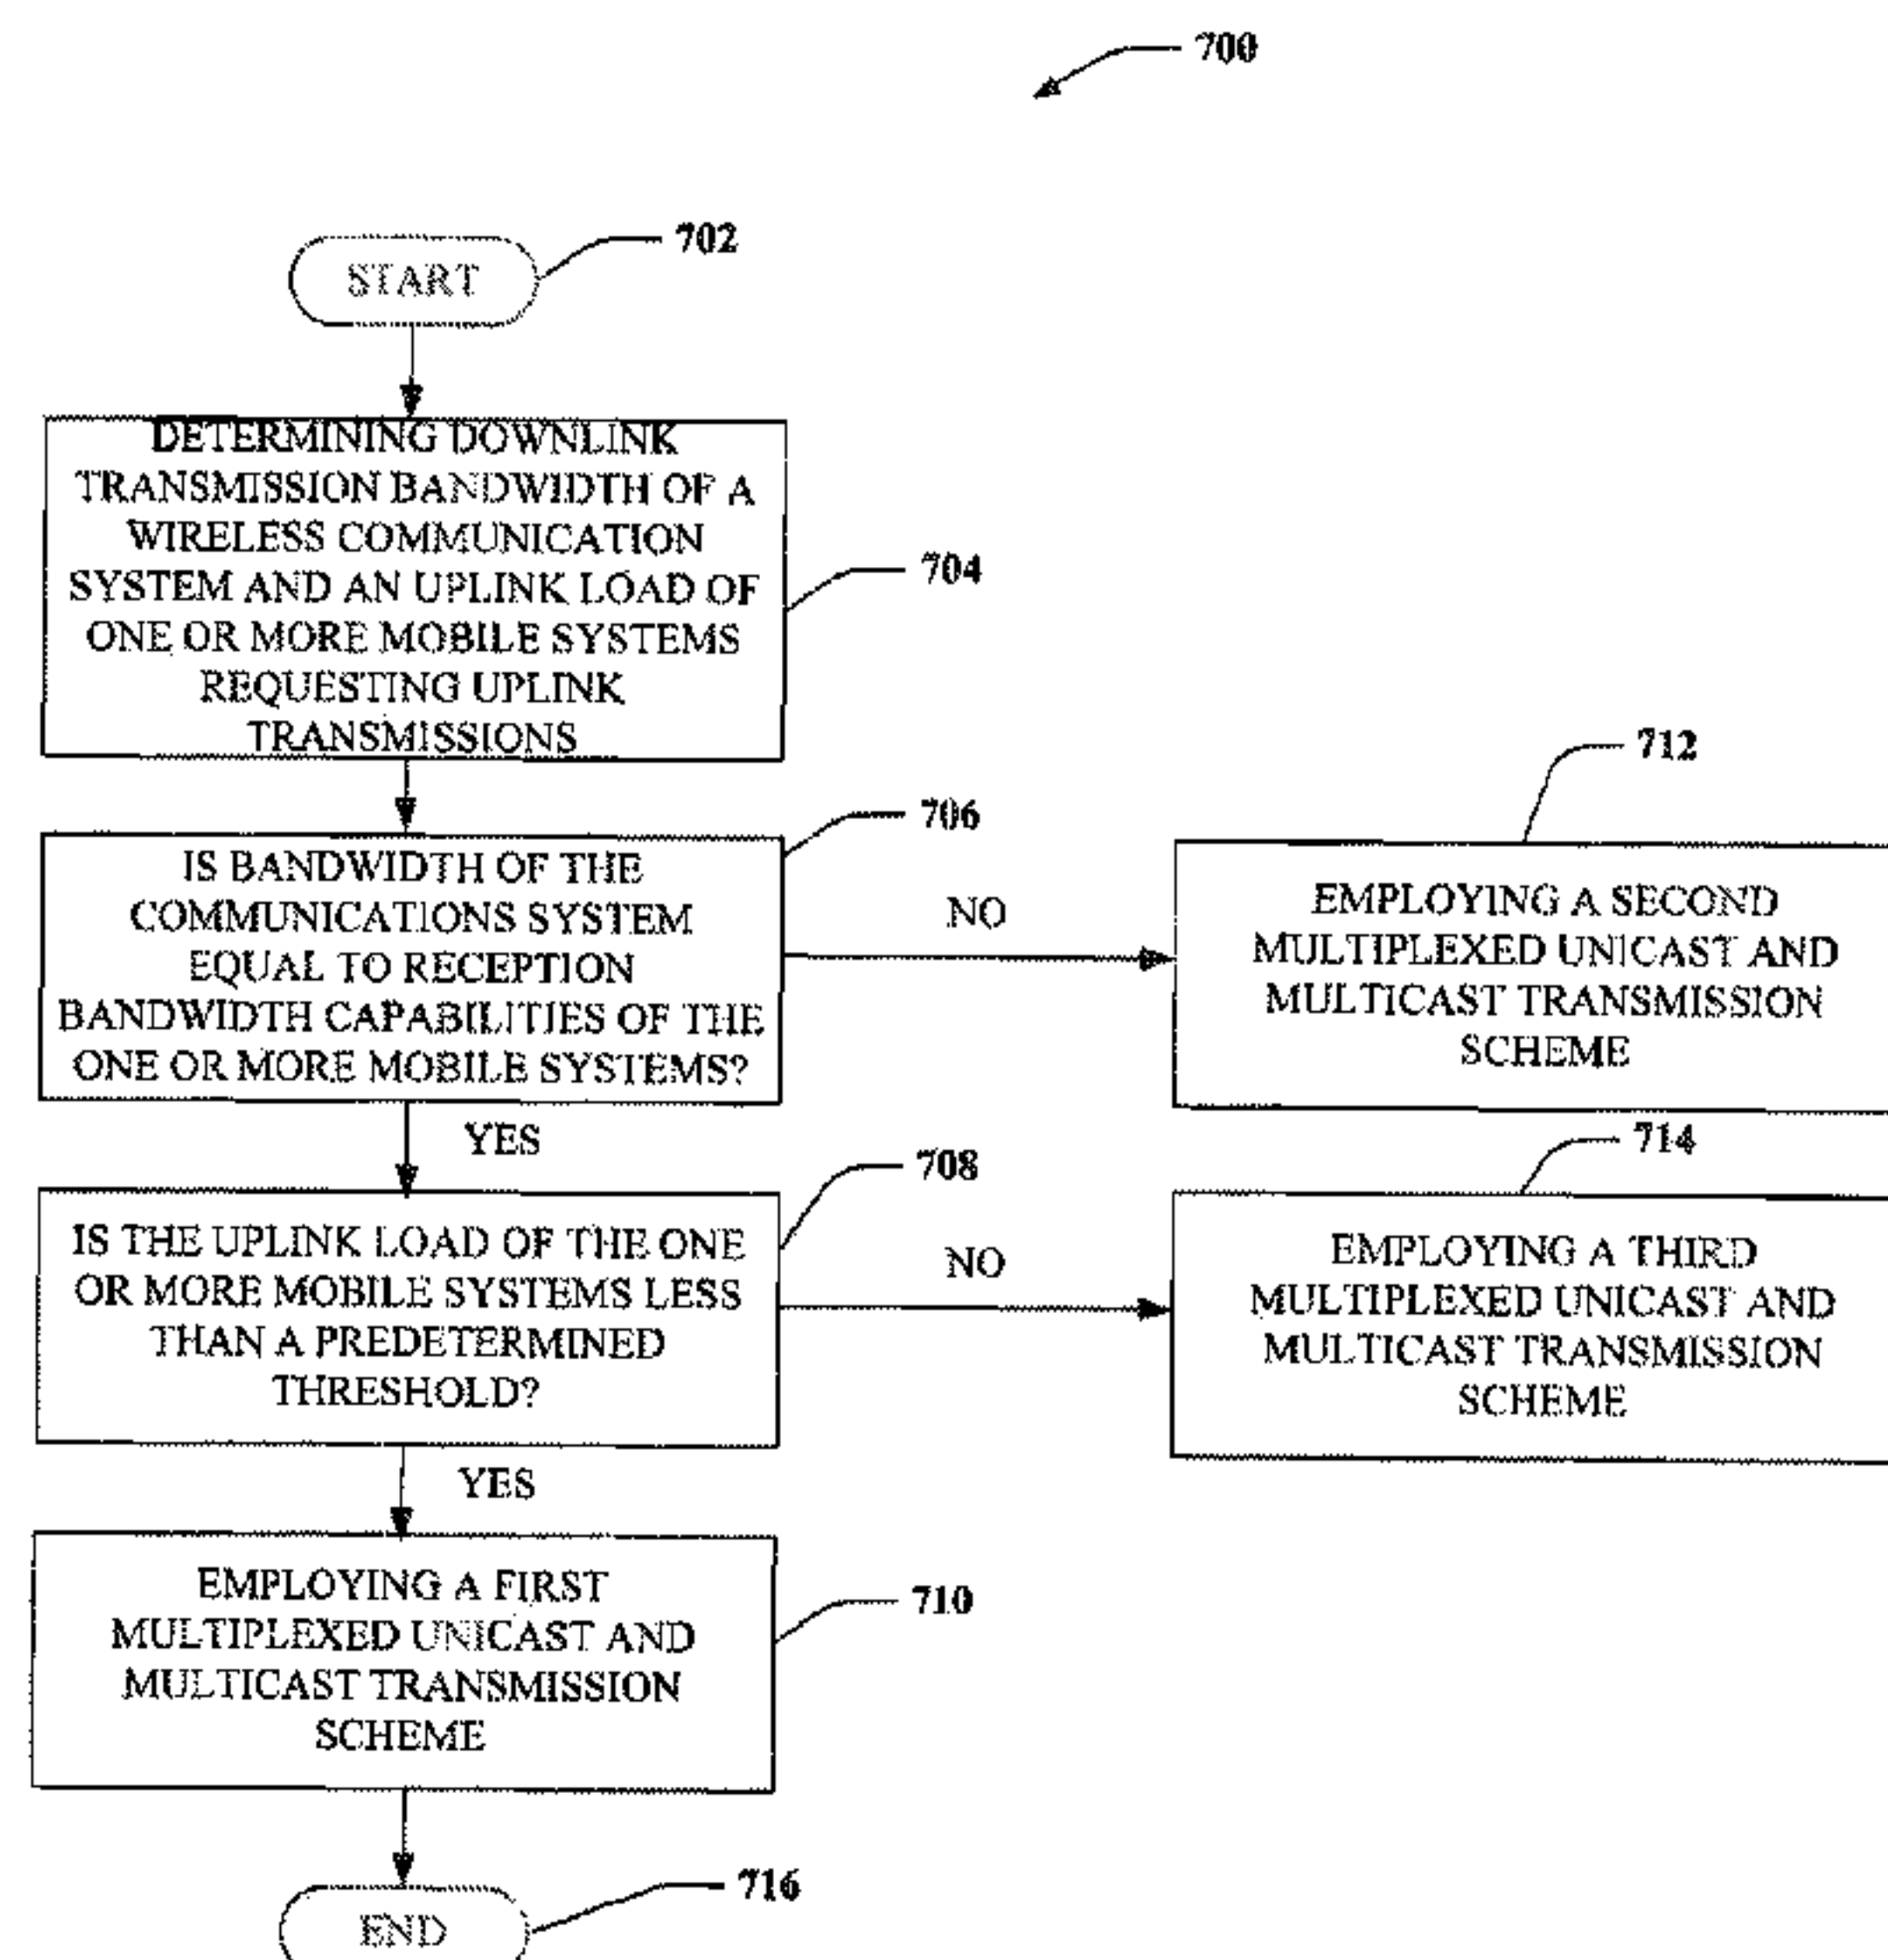 700
702
START
DETERMINING DOWNLINK
TRANSMISSION BANDWIDTH OF A
WIRELESS COMMUNICATION
SYSTEM AND AN UPLINK LOAD OF
ONE OR MORE MOBILE SYSTEMS
REQUESTING UPLINK
TRANSMISSIONS
704
706
IS BANDWIDTH OF THE
COMMUNICATIONS SYSTEM
EQUAL TO RECEPTION
BANDWIDTH CAPABILITIES OF THE
ONE OR MORE MOBILE SYSTEMS?
NO
712
EMPLOYING A SECOND
MULTIPLEXED UNICAST AND
MULTICAST TRANSMISSION
SCHEME
YES
708
IS THE UPLINK LOAD OF THE ONE
OR MORE MOBILE SYSTEMS LESS
THAN A PREDETERMINED
THRESHOLD?
NO
714
EMPLOYING A THIRD
MULTIPLEXED UNICAST AND
MULTICAST TRANSMISSION
SCHEME
YES
EMPLOYING A FIRST
MULTIPLEXED UNICAST AND
MULTICAST TRANSMISSION
SCHEME
710
716
END